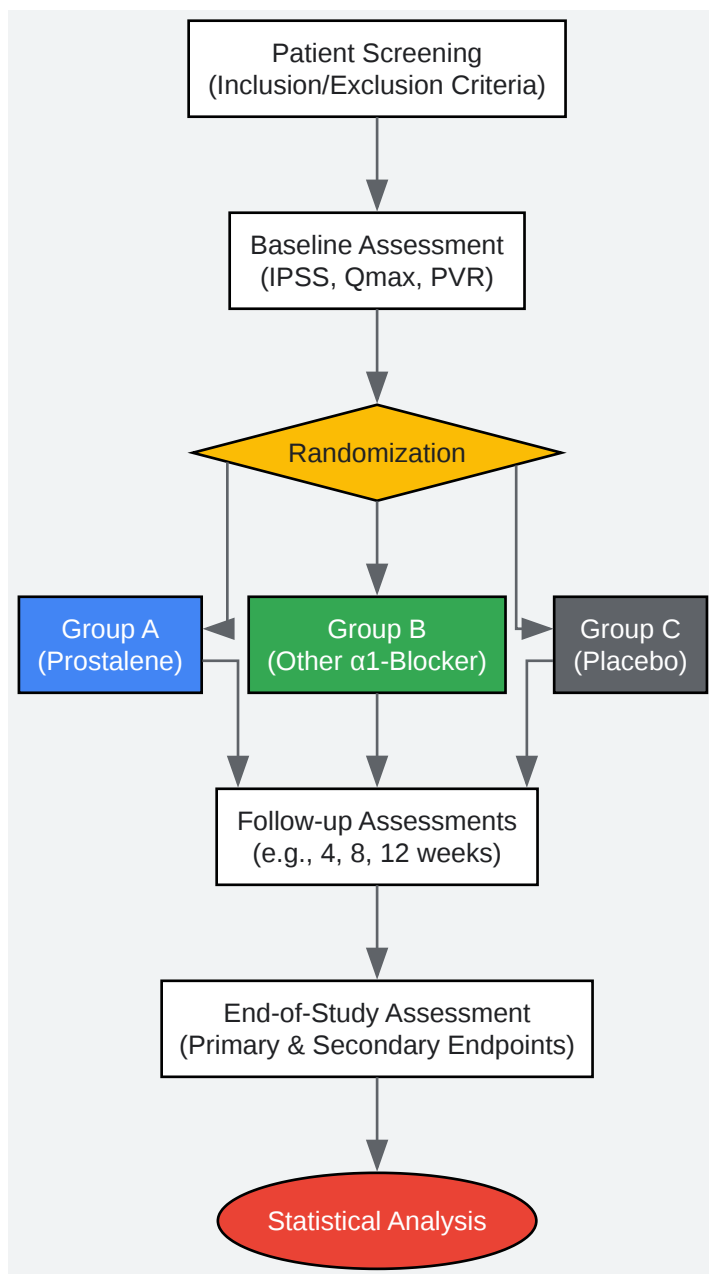 Patient Screening
(Inclusion/Exclusion Criteria)
Baseline Assessment
(IPSS, Qmax, PVR)
Randomization
Group A
(Prostalene)
Group B
(Other α1-Blocker)
Group C
(Placebo)
Follow-up Assessments
(e.g., 4, 8, 12 weeks)
End-of-Study Assessment
(Primary & Secondary Endpoints)
Statistical Analysis